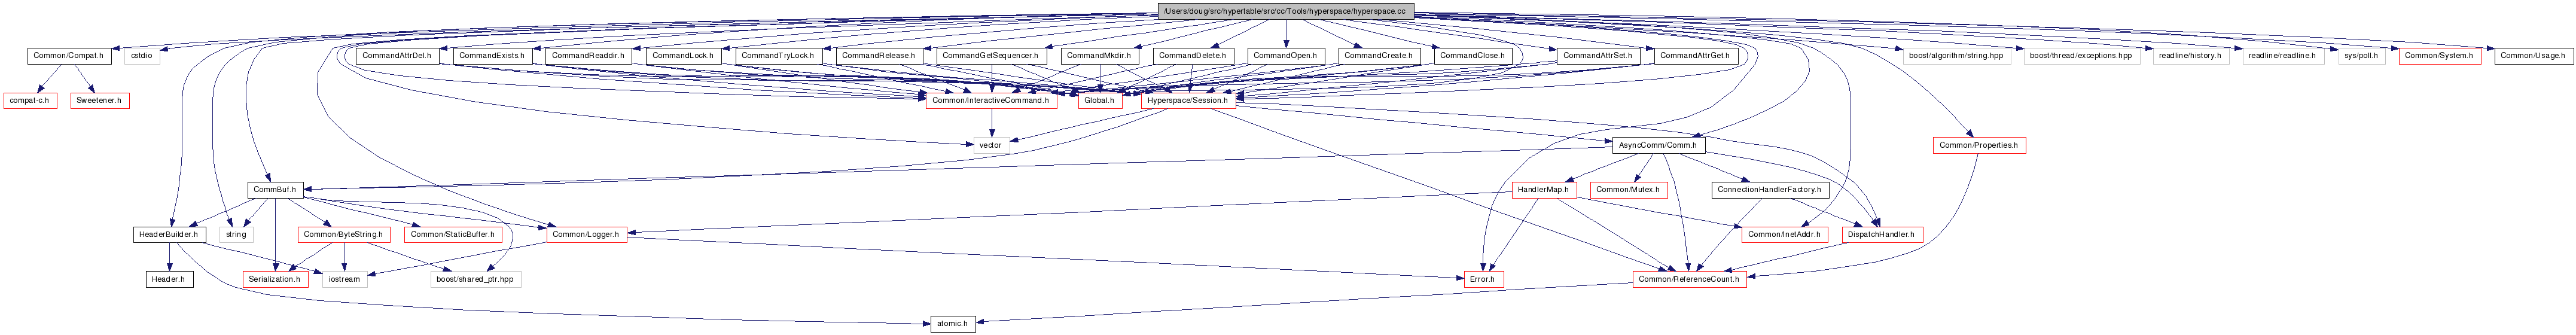 /Users/doug/src/hypertable/src/cc/Tools/hyperspace/hyperspace.cc
Common/Compat.h
cstdio
CommandAttrDel.h
CommandExists.h
CommandReaddir.h
CommandLock.h
CommandTryLock.h
CommandRelease.h
CommandGetSequencer.h
CommandMkdir.h
CommandDelete.h
CommandOpen.h
CommandCreate.h
CommandClose.h
CommandAttrSet.h
CommandAttrGet.h
boost/algorithm/string.hpp
boost/thread/exceptions.hpp
readline/history.h
readline/readline.h
sys/poll.h
Common/System.h
Common/Usage.h
compat-c.h
Sweetener.h
Common/InteractiveCommand.h
Global.h
Hyperspace/Session.h
vector
AsyncComm/Comm.h
Common/Properties.h
CommBuf.h
HandlerMap.h
Common/Mutex.h
ConnectionHandlerFactory.h
HeaderBuilder.h
string
Common/ByteString.h
Common/StaticBuffer.h
Common/Logger.h
Common/InetAddr.h
DispatchHandler.h
Header.h
Serialization.h
iostream
boost/shared_ptr.hpp
Error.h
Common/ReferenceCount.h
atomic.h